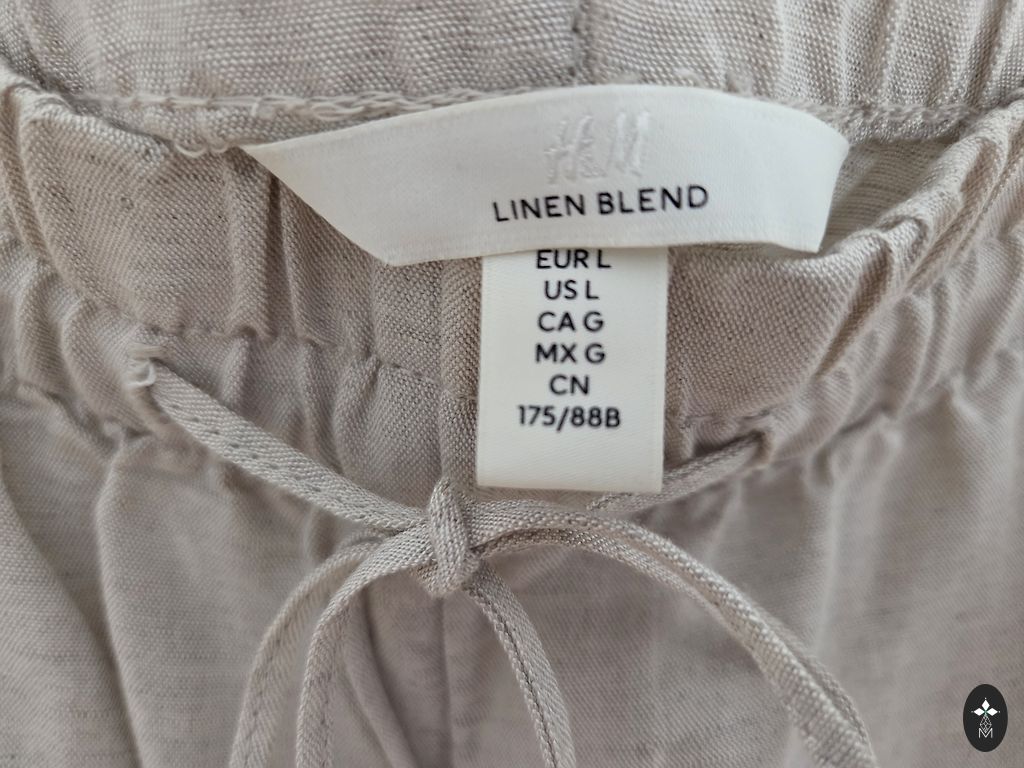 H&M
LINEN BLEND
EUR L
US L
CA G
MX G
CN
175/88B
M